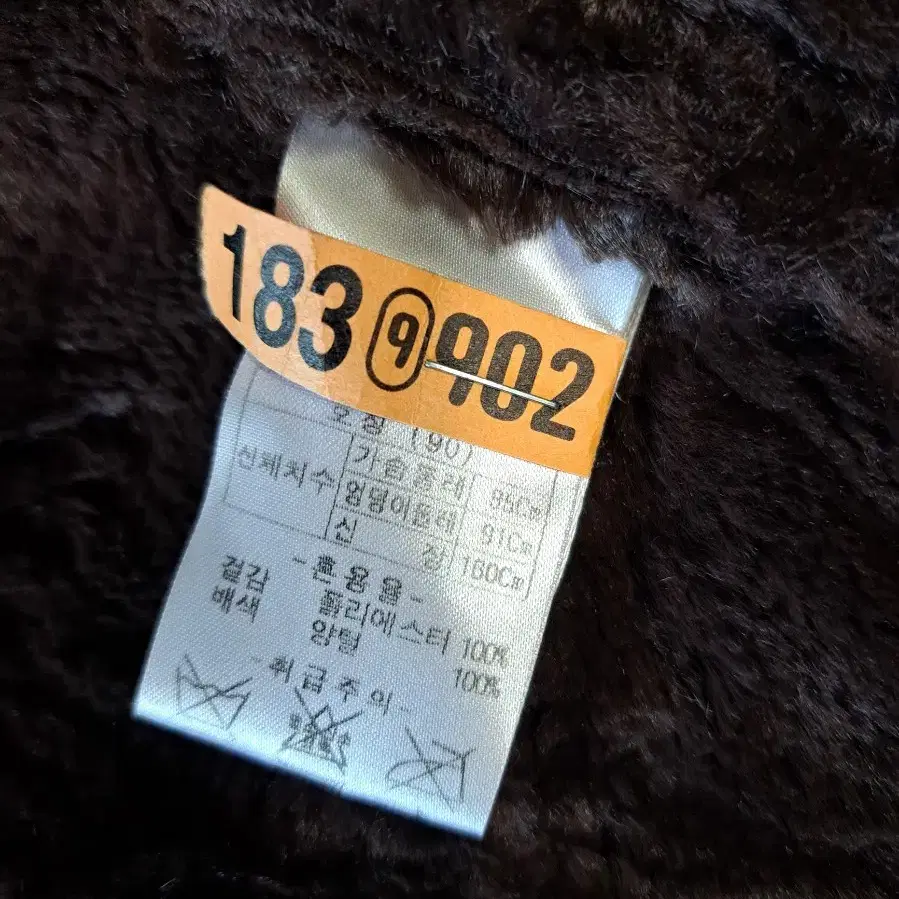 183 9 902
호칭 (90)
신체치수
가슴둘레 95Cm
엉덩이둘레 91Cm
신 장 160Cm
-혼용율-
겉감 폴리에스터 100%
배색 양털 100%
-취급주의-